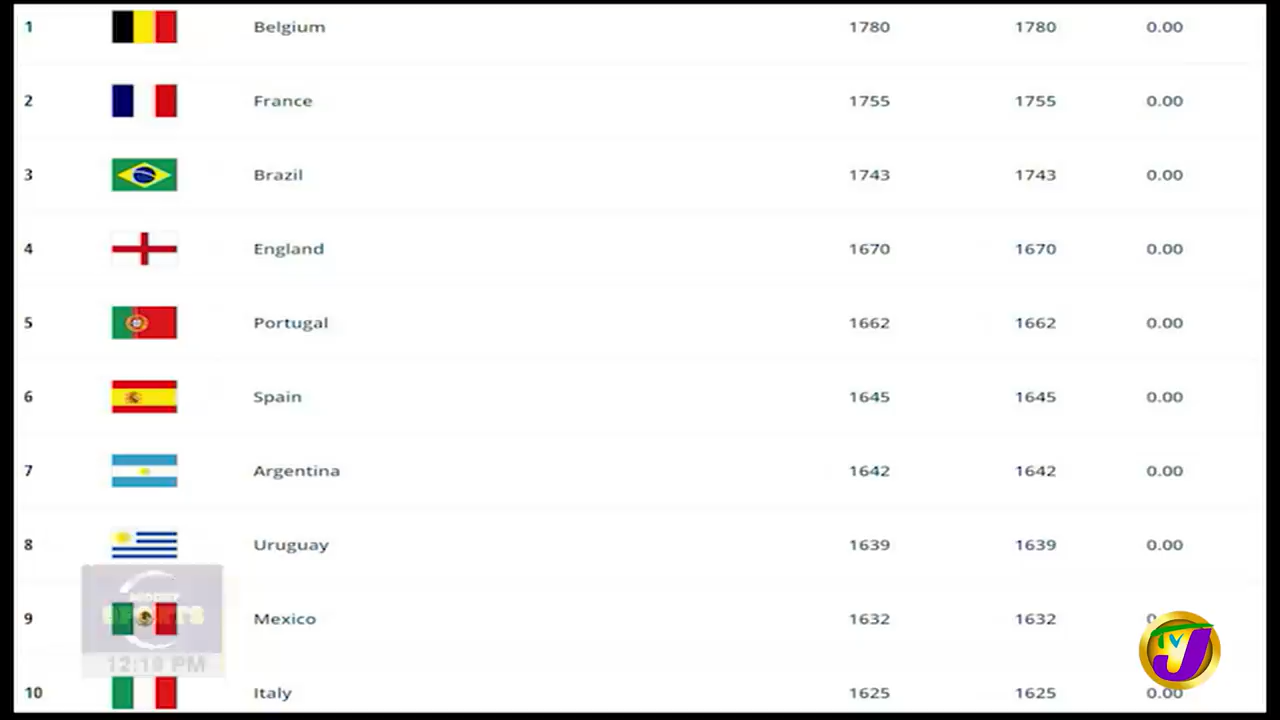 1 Belgium 1780 1780 0.00
2 France 1755 1755 0.00
3 Brazil 1743 1743 0.00
4 England 1670 1670 0.00
5 Portugal 1662 1662 0.00
6 Spain 1645 1645 0.00
7 Argentina 1642 1642 0.00
8 Uruguay 1639 1639 0.00
9 Mexico 1632 1632
SPORTS
TVJ
12:10 PM
10 Italy 1625 1625 0.00